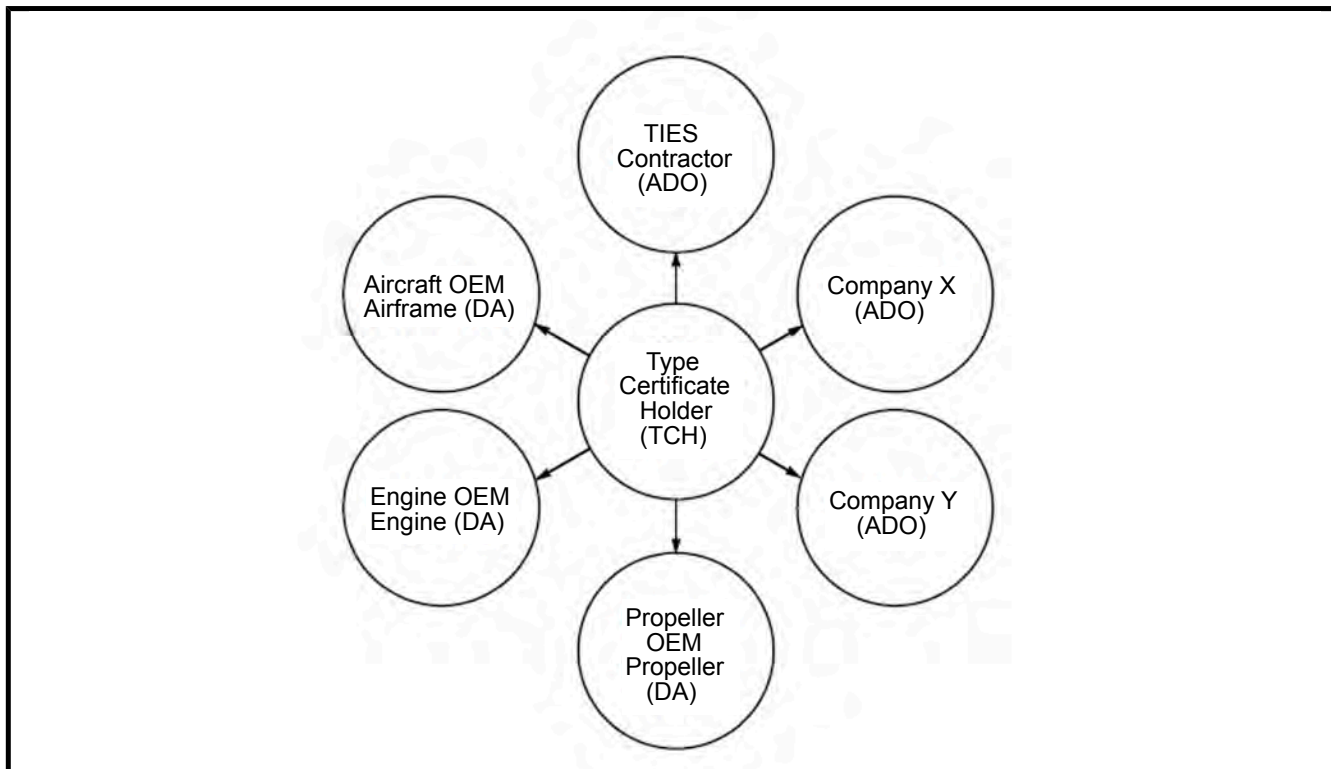 TIES
Contractor
(ADO)
Aircraft OEM
Airframe (DA)
Company X
(ADO)
Type
Certificate
Holder
(TCH)
Engine OEM
Engine (DA)
Company Y
(ADO)
Propeller
OEM
Propeller
(DA)